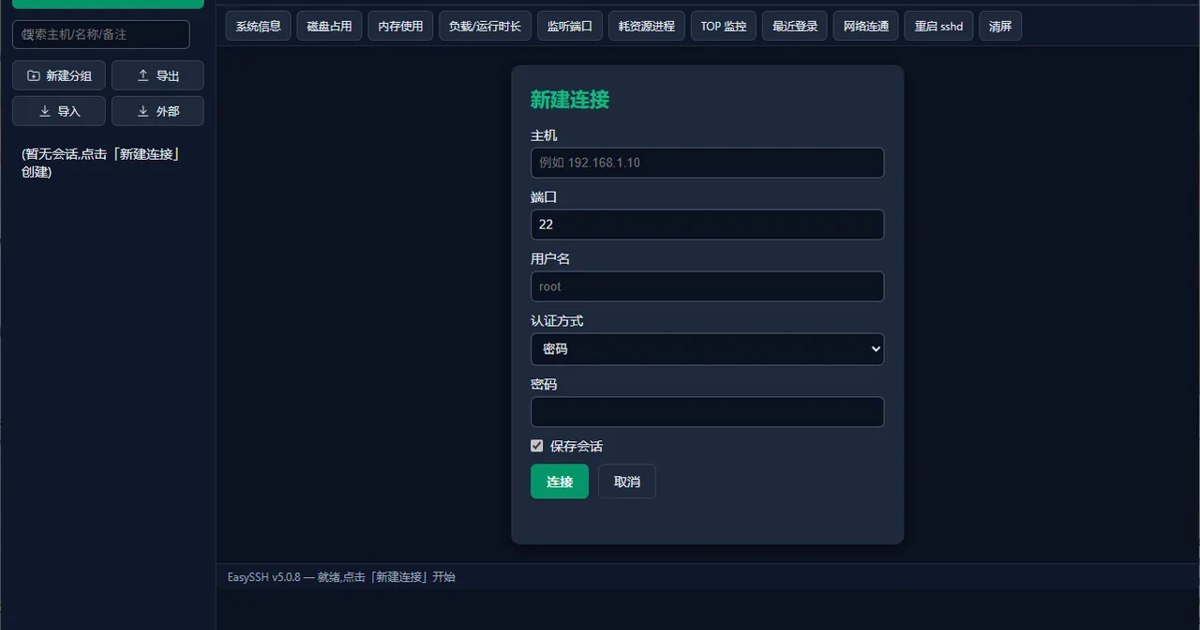 系统信息
磁盘占用
内存使用
负载/运行时长
监听端口
耗资源进程
TOP 监控
最近登录
网络连通
重启 sshd
清屏
搜索主机/名称/备注
新建分组
导出
导入
外部
(暂无会话,点击「新建连接」
创建)
新建连接
主机
例如 192.168.1.10
端口
22
用户名
root
认证方式
密码
密码
保存会话
连接
取消
EasySSH v5.0.8 — 就绪,点击「新建连接」开始